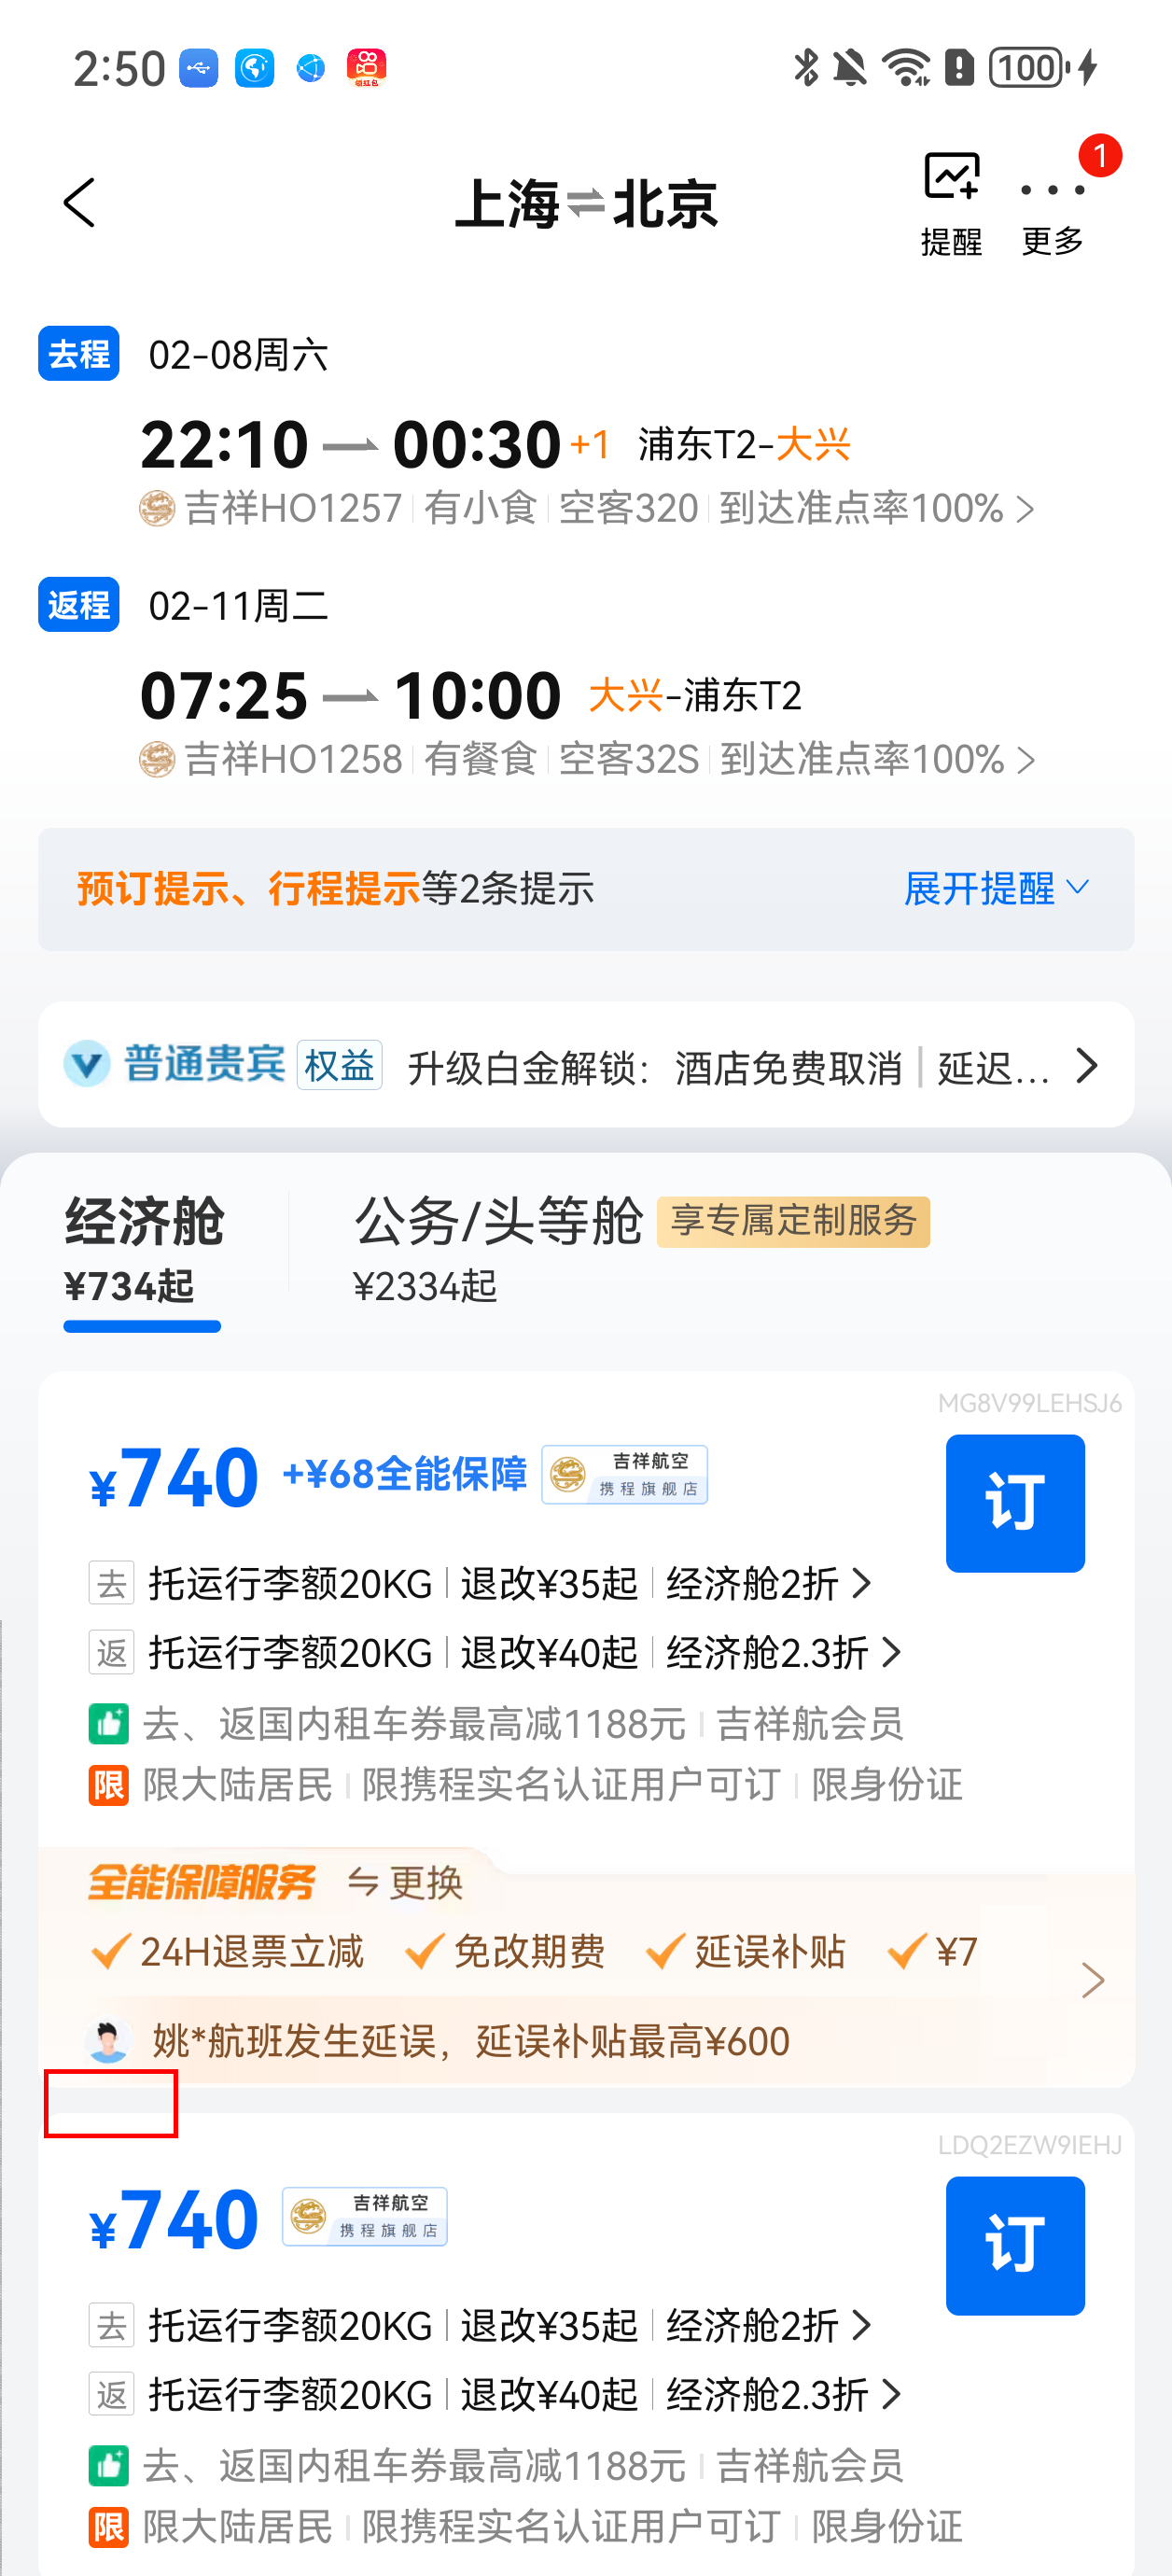 2:50
领红包
100
上海⇌北京
提醒
更多
1
去程 02-08周六
22:10 00:30 +1 浦东T2-大兴
吉祥HO1257 有小食 空客320 到达准点率100%
返程 02-11周二
07:25 10:00 大兴-浦东T2
吉祥HO1258 有餐食 空客32S 到达准点率100%
预订提示、行程提示等2条提示 展开提醒
普通贵宾 权益 升级白金解锁：酒店免费取消 | 延迟...
经济舱 公务/头等舱 享专属定制服务
¥734起 ¥2334起
MG8V99LEHSJ6
¥740 +¥68全能保障 吉祥航空 携程旗舰店 订
去 托运行李额20KG 退改¥35起 经济舱2折
返 托运行李额20KG 退改¥40起 经济舱2.3折
去、返国内租车券最高减1188元 吉祥航会员
限 限大陆居民 限携程实名认证用户可订 限身份证
全能保障服务 更换
24H退票立减 免改期费 延误补贴 ¥7
姚*航班发生延误，延误补贴最高¥600
LDQ2EZW9IEHJ
¥740 吉祥航空 携程旗舰店 订
去 托运行李额20KG 退改¥35起 经济舱2折
返 托运行李额20KG 退改¥40起 经济舱2.3折
去、返国内租车券最高减1188元 吉祥航会员
限 限大陆居民 限携程实名认证用户可订 限身份证